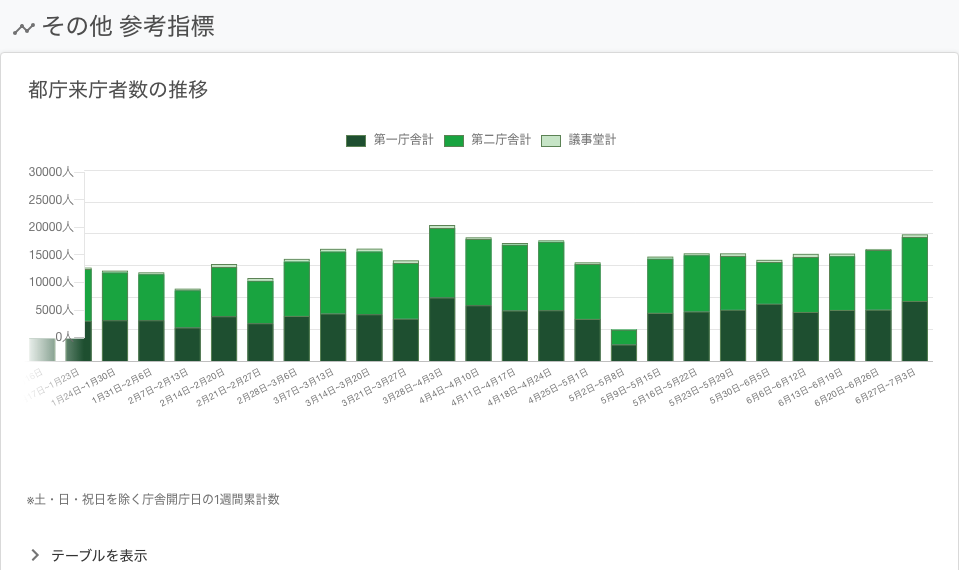 その他 参考指標
都庁来庁者数の推移
第一庁舎計 第二庁舎計 議事堂計
30000人
25000人
20000人
15000人
10000人
5000人
0人
17日~1月23日
1月24日~1月30日
1月31日~2月6日
2月7日~2月13日
2月14日~2月20日
2月21日~2月27日
2月28日~3月6日
3月7日~3月13日
3月14日~3月20日
3月21日~3月27日
3月28日~4月3日
4月4日~4月10日
4月11日~4月17日
4月18日~4月24日
4月25日~5月1日
5月2日~5月8日
5月9日~5月15日
5月16日~5月22日
5月23日~5月29日
5月30日~6月5日
6月6日~6月12日
6月13日~6月19日
6月20日~6月26日
6月27日~7月3日
※土・日・祝日を除く庁舎開庁日の1週間累計数
テーブルを表示